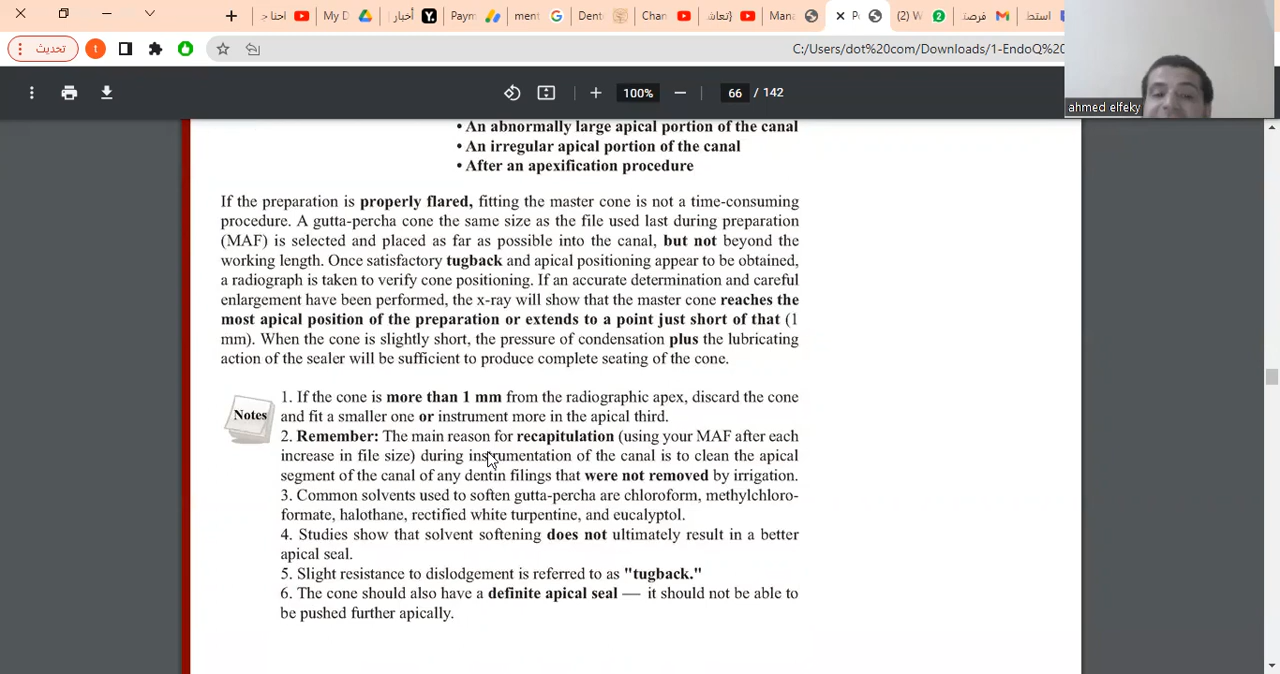 احنا ج
My D
أخبار
Paym
ment
Dent
Chan
(تعاش
Mana
Po
(2) W
فرصة
استط
تحديث
t
C:/Users/dot%20com/Downloads/1-EndoQ%20
100%
66 / 142
ahmed elfeky
• An abnormally large apical portion of the canal
• An irregular apical portion of the canal
• After an apexification procedure
If the preparation is properly flared, fitting the master cone is not a time-consuming
procedure. A gutta-percha cone the same size as the file used last during preparation
(MAF) is selected and placed as far as possible into the canal, but not beyond the
working length. Once satisfactory tugback and apical positioning appear to be obtained,
a radiograph is taken to verify cone positioning. If an accurate determination and careful
enlargement have been performed, the x-ray will show that the master cone reaches the
most apical position of the preparation or extends to a point just short of that (1
mm). When the cone is slightly short, the pressure of condensation plus the lubricating
action of the sealer will be sufficient to produce complete seating of the cone.
Notes
1. If the cone is more than 1 mm from the radiographic apex, discard the cone
and fit a smaller one or instrument more in the apical third.
2. Remember: The main reason for recapitulation (using your MAF after each
increase in file size) during instrumentation of the canal is to clean the apical
segment of the canal of any dentin filings that were not removed by irrigation.
3. Common solvents used to soften gutta-percha are chloroform, methylchloro-
formate, halothane, rectified white turpentine, and eucalyptol.
4. Studies show that solvent softening does not ultimately result in a better
apical seal.
5. Slight resistance to dislodgement is referred to as "tugback."
6. The cone should also have a definite apical seal — it should not be able to
be pushed further apically.